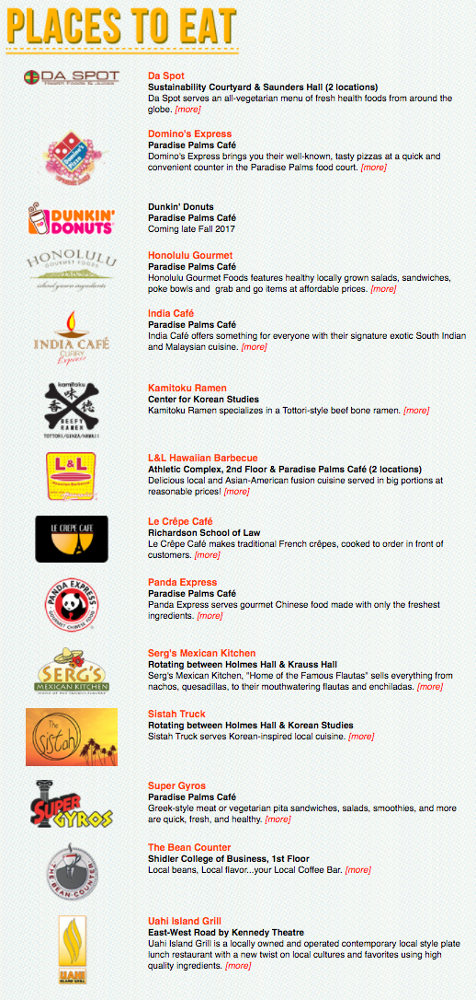 PLACES TO EAT
DA SPOT
Health Foods & Juices
Da Spot
Sustainability Courtyard & Saunders Hall (2 locations)
Da Spot serves an all-vegetarian menu of fresh health foods from around the
globe. [more]
Domino's
Pizza
Domino's Express
Paradise Palms Café
Domino's Express brings you their well-known, tasty pizzas at a quick and
convenient counter in the Paradise Palms food court. [more]
DUNKIN'
DONUTS
Dunkin' Donuts
Paradise Palms Café
Coming late Fall 2017
HONOLULU
GOURMET FOODS
island grown ingredients
Honolulu Gourmet
Paradise Palms Café
Honolulu Gourmet Foods features healthy locally grown salads, sandwiches,
poke bowls and  grab and go items at affordable prices. [more]
INDIA CAFÉ
CURRY
Express
India Café
Paradise Palms Café
India Café offers something for everyone with their signature exotic South Indian
and Malaysian cuisine. [more]
kamitoku
味
香 徳
BEEFY
RAMEN
TOTTORI/GINZA/HAWAII
Kamitoku Ramen
Center for Korean Studies
Kamitoku Ramen specializes in a Tottori-style beef bone ramen. [more]
L&L
Hawaiian Barbecue
L&L Hawaiian Barbecue
Athletic Complex, 2nd Floor & Paradise Palms Café (2 locations)
Delicious local and Asian-American fusion cuisine served in big portions at
reasonable prices! [more]
LE CREPE CAFE
Le Crêpe Café
Richardson School of Law
Le Crêpe Café makes traditional French crêpes, cooked to order in front of
customers. [more]
PANDA EXPRESS
GOURMET CHINESE FOOD
Panda Express
Paradise Palms Café
Panda Express serves gourmet Chinese food made with only the freshest
ingredients. [more]
SERG'S
MEXICAN KITCHEN
HOME OF THE FAMOUS FLAUTAS
Serg's Mexican Kitchen
Rotating between Holmes Hall & Krauss Hall
Serg's Mexican Kitchen, "Home of the Famous Flautas" sells everything from
nachos, quesadillas, to their mouthwatering flautas and enchiladas. [more]
The
Sistah
Sistah Truck
Rotating between Holmes Hall & Korean Studies
Sistah Truck serves Korean-inspired local cuisine. [more]
SUPER
GYROS
Super Gyros
Paradise Palms Café
Greek-style meat or vegetarian pita sandwiches, salads, smoothies, and more
are quick, fresh, and healthy. [more]
THE BEAN COUNTER
The Bean Counter
Shidler College of Business, 1st Floor
Local beans, Local flavor...your Local Coffee Bar. [more]
UAHI
ISLAND GRILL
Uahi Island Grill
East-West Road by Kennedy Theatre
Uahi Island Grill is a locally owned and operated contemporary local style plate
lunch restaurant with a new twist on local cultures and favorites using high
quality ingredients. [more]